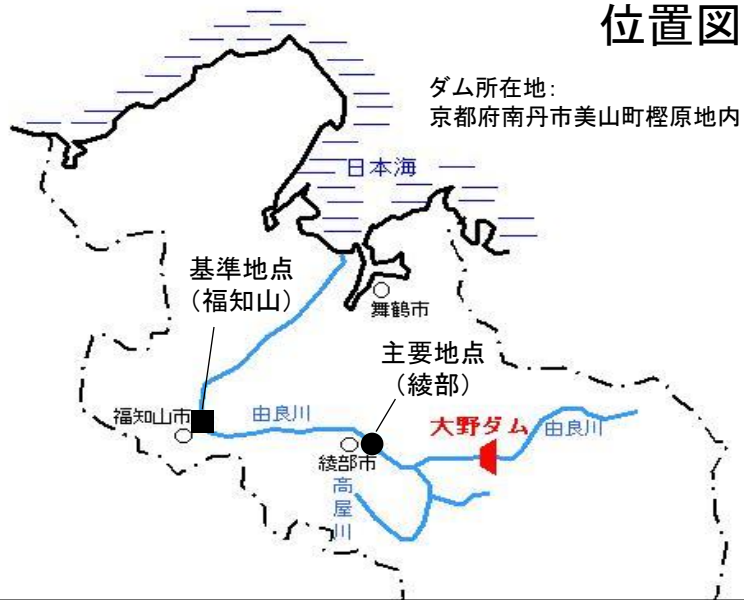 位置図
ダム所在地：
京都府南丹市美山町樫原地内
日本海
基準地点
（福知山）
舞鶴市
主要地点
（綾部）
福知山市
由良川
大野ダム
由良川
綾部市
高屋川